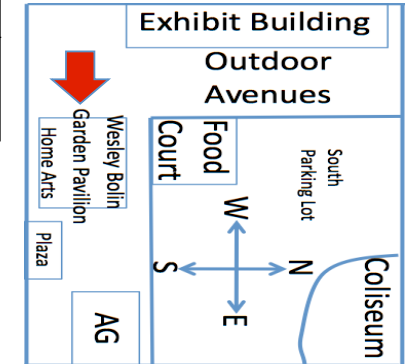 Exhibit Building
Outdoor
Avenues
Wesley Bolin
Garden Pavilion
Home Arts
Food
Court
South
Parking Lot
W
N
S
E
Coliseum
Plaza
AG